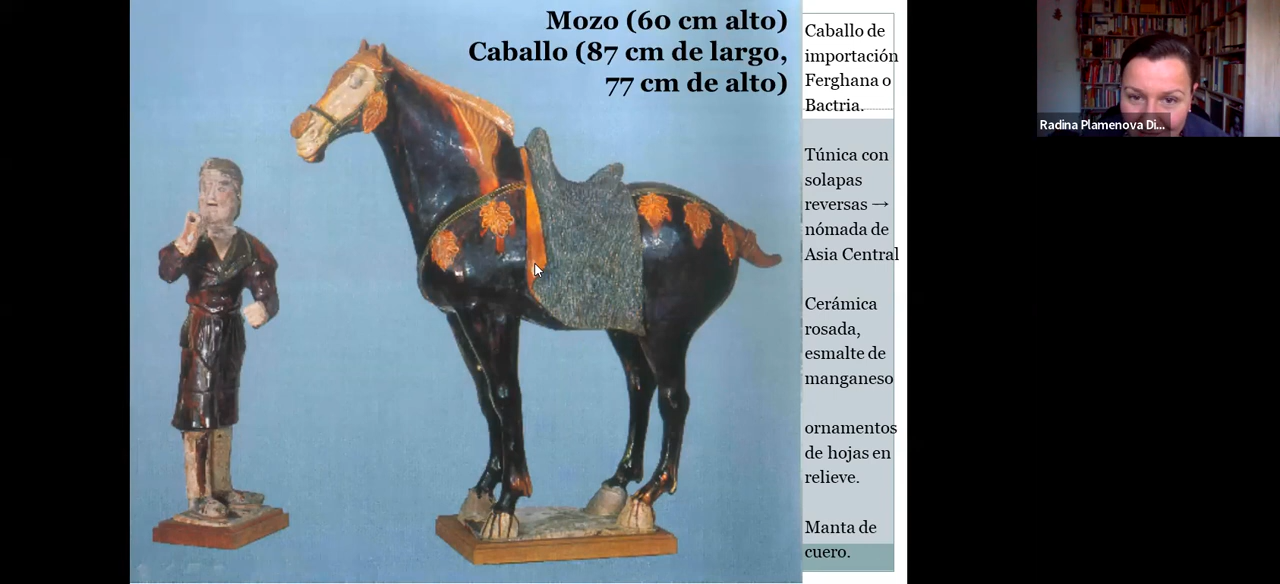 Mozo (60 cm alto)
Caballo (87 cm de largo,
77 cm de alto)
Caballo de
importación
Ferghana o
Bactria.
Túnica con
solapas
reversas →
nómada de
Asia Central
Cerámica
rosada,
esmalte de
manganeso
ornamentos
de hojas en
relieve.
Manta de
cuero.
Radina Plamenova Di...